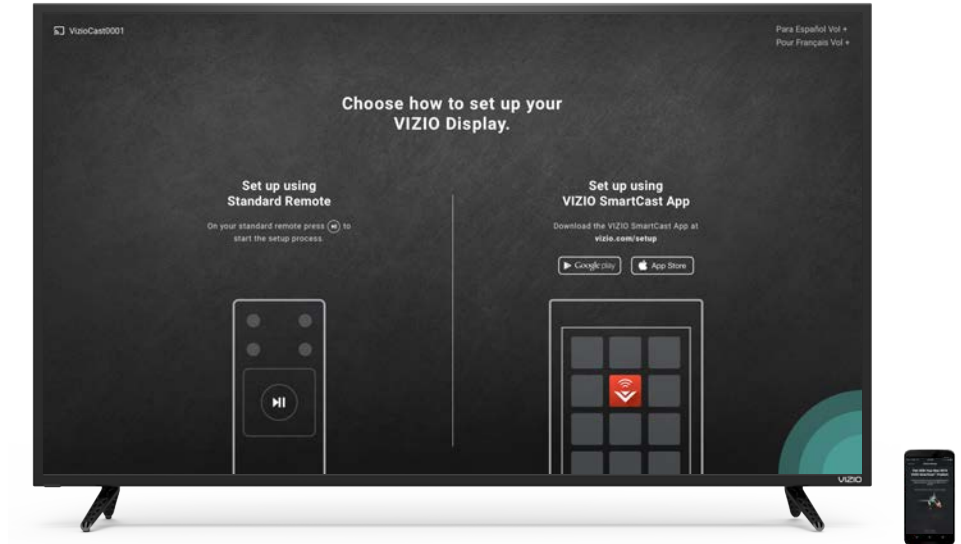 VizioCast0001
Para Español Vol +
Pour Français Vol +
Choose how to set up your
VIZIO Display.
Set up using
Standard Remote
On your standard remote press to
start the setup process.
Set up using
VIZIO SmartCast App
Download the VIZIO SmartCast App at
vizio.com/setup
Google play
App Store
VIZIO